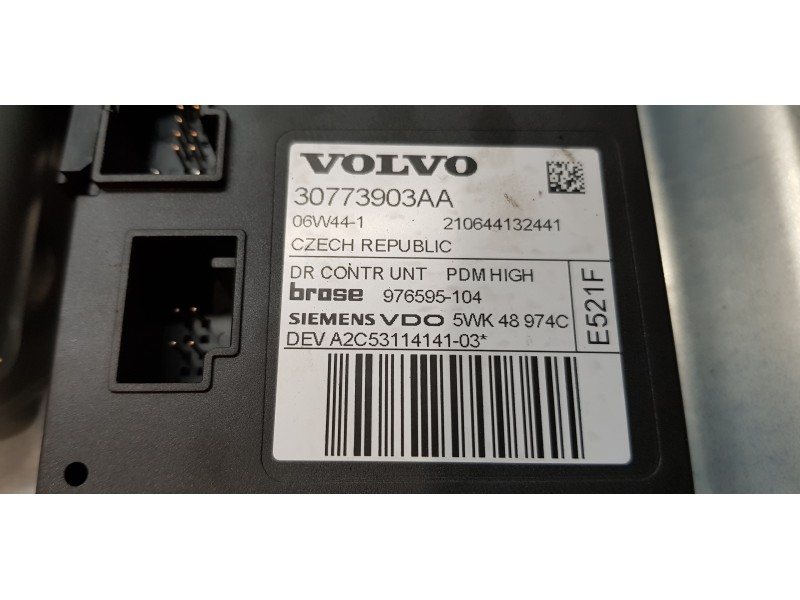 VOLVO
30773903AA
06W44-1 210644132441
CZECH REPUBLIC
DR CONTR UNT PDM HIGH
brose 976595-104
SIEMENS VDO 5WK 48 974C
DEV A2C53114141-03*
E521F